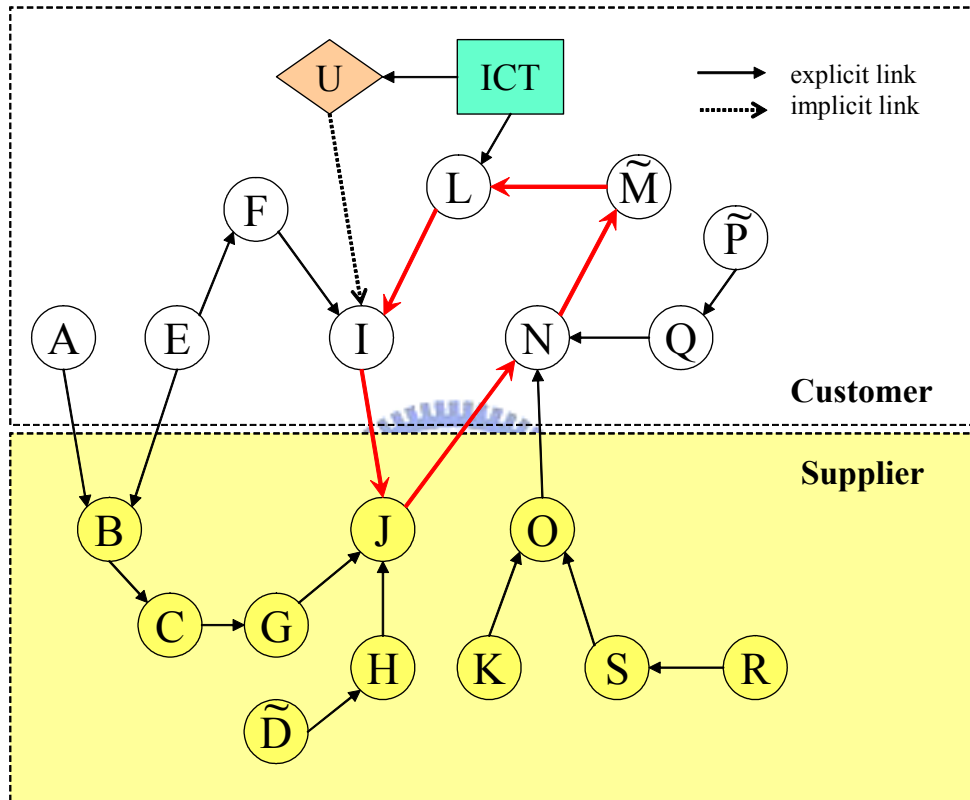 U
ICT
explicit link
implicit link
L
M̃
F
P̃
A
E
I
N
Q
Customer
Supplier
B
J
O
C
G
H
K
S
R
D̃